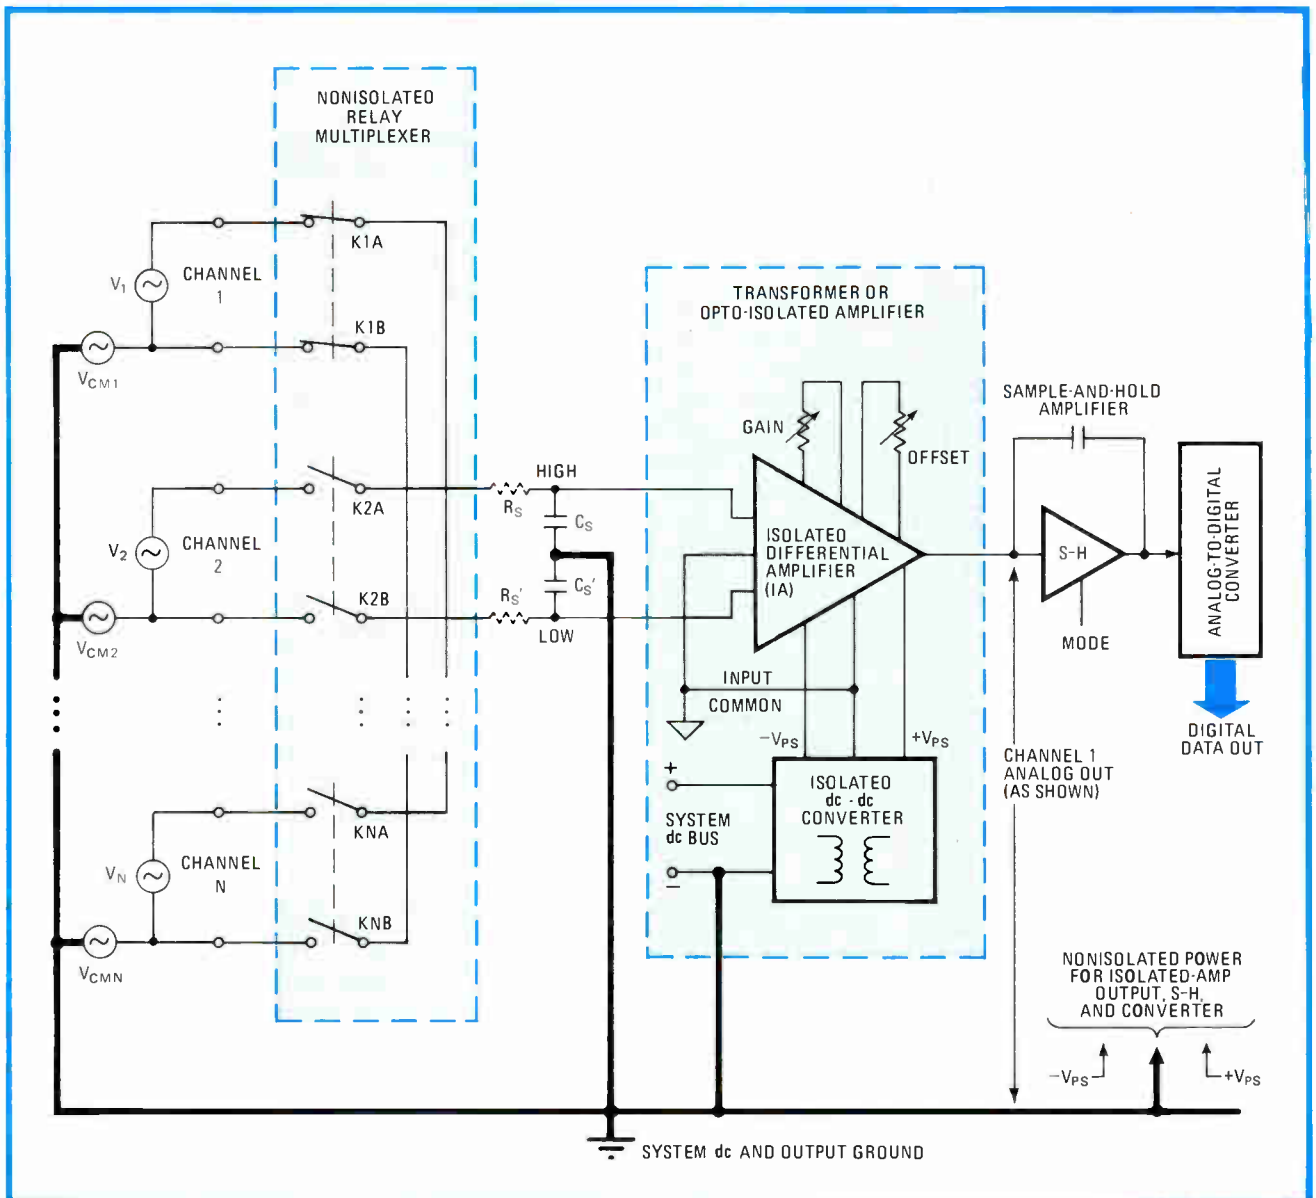 NONISOLATED
RELAY
MULTIPLEXER
K1A
V1
CHANNEL
1
K1B
VCM1
TRANSFORMER OR
OPTO-ISOLATED AMPLIFIER
SAMPLE-AND-HOLD
AMPLIFIER
GAIN
OFFSET
HIGH
K2A
RS
CS
V2
CHANNEL
2
ISOLATED
DIFFERENTIAL
AMPLIFIER
(IA)
S-H
ANALOG-TO-DIGITAL
CONVERTER
CS'
K2B
RS'
LOW
VCM2
MODE
INPUT
COMMON
−VPS
+VPS
DIGITAL
DATA OUT
CHANNEL 1
ANALOG OUT
(AS SHOWN)
+
SYSTEM
dc BUS
−
ISOLATED
dc - dc
CONVERTER
KNA
VN
CHANNEL
N
KNB
VCMN
NONISOLATED POWER
FOR ISOLATED-AMP
OUTPUT, S-H,
AND CONVERTER
−VPS
+VPS
SYSTEM dc AND OUTPUT GROUND